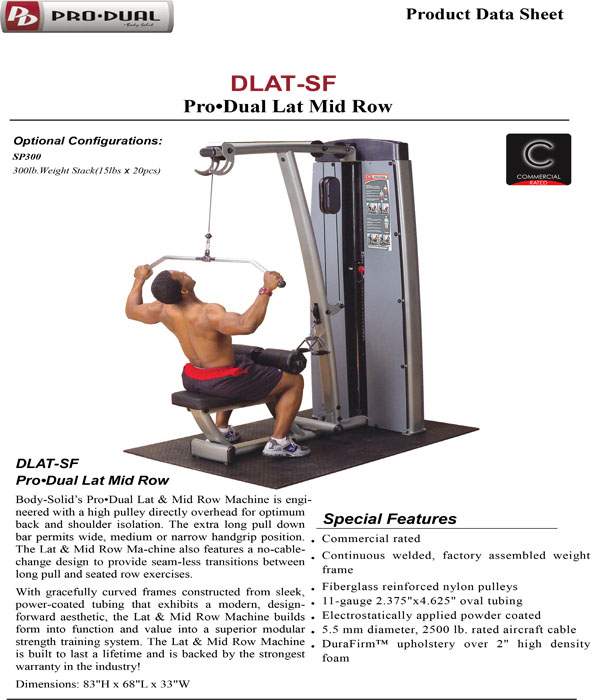 PRO•DUAL
Body-Solid
Product Data Sheet
DLAT-SF
Pro•Dual Lat Mid Row
Optional Configurations:
SP300
300lb.Weight Stack(15lbs x 20pcs)
COMMERCIAL
RATED
DLAT-SF
Pro•Dual Lat Mid Row
Body-Solid's Pro•Dual Lat & Mid Row Machine is engi-
neered with a high pulley directly overhead for optimum
back and shoulder isolation. The extra long pull down
bar permits wide, medium or narrow handgrip position.
The Lat & Mid Row Ma-chine also features a no-cable-
change design to provide seam-less transitions between
long pull and seated row exercises.
With gracefully curved frames constructed from sleek,
power-coated tubing that exhibits a modern, design-
forward aesthetic, the Lat & Mid Row Machine builds
form into function and value into a superior modular
strength training system. The Lat & Mid Row Machine
is built to last a lifetime and is backed by the strongest
warranty in the industry!
Dimensions: 83"H x 68"L x 33"W
Special Features
• Commercial rated
• Continuous welded, factory assembled weight
frame
• Fiberglass reinforced nylon pulleys
• 11-gauge 2.375"x4.625" oval tubing
• Electrostatically applied powder coated
• 5.5 mm diameter, 2500 lb. rated aircraft cable
• DuraFirm™ upholstery over 2" high density
foam